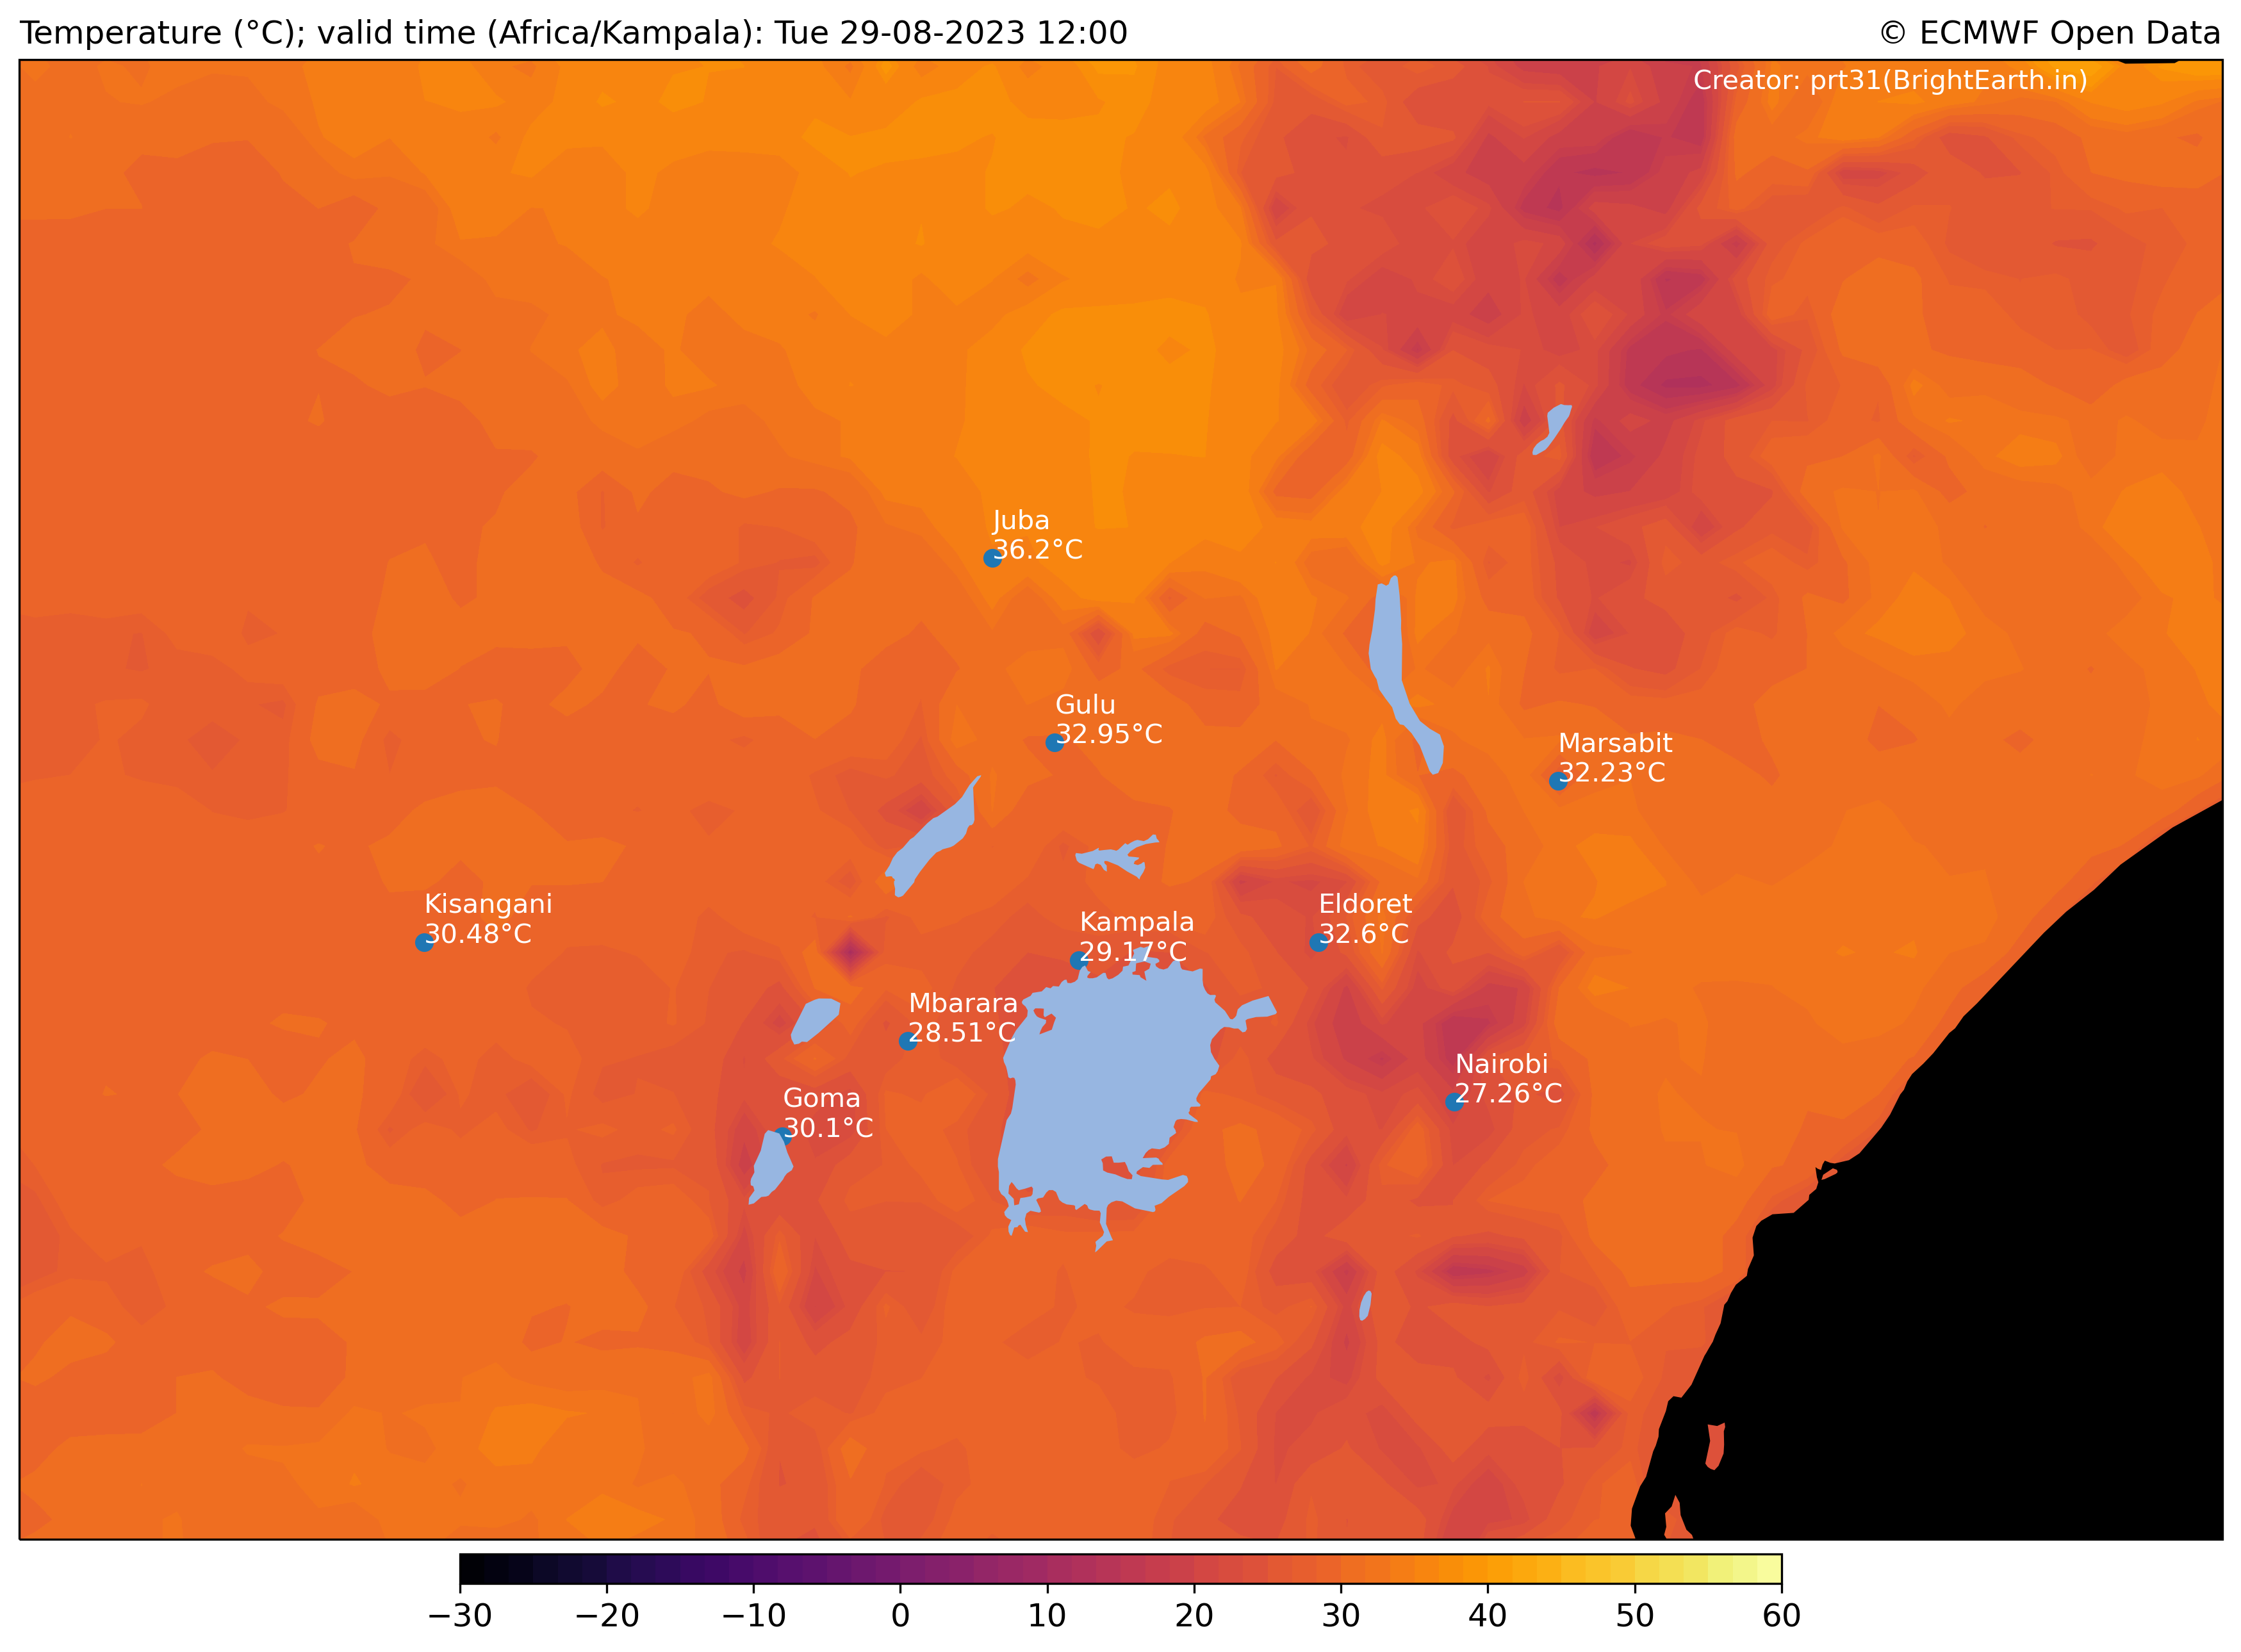 Temperature (°C); valid time (Africa/Kampala): Tue 29-08-2023 12:00
© ECMWF Open Data
Creator: prt31(BrightEarth.in)
Juba
36.2°C
Gulu
32.95°C
Marsabit
32.23°C
Kisangani
30.48°C
Eldoret
32.6°C
Kampala
29.17°C
Mbarara
28.51°C
Nairobi
27.26°C
Goma
30.1°C
−30 −20 −10 0 10 20 30 40 50 60